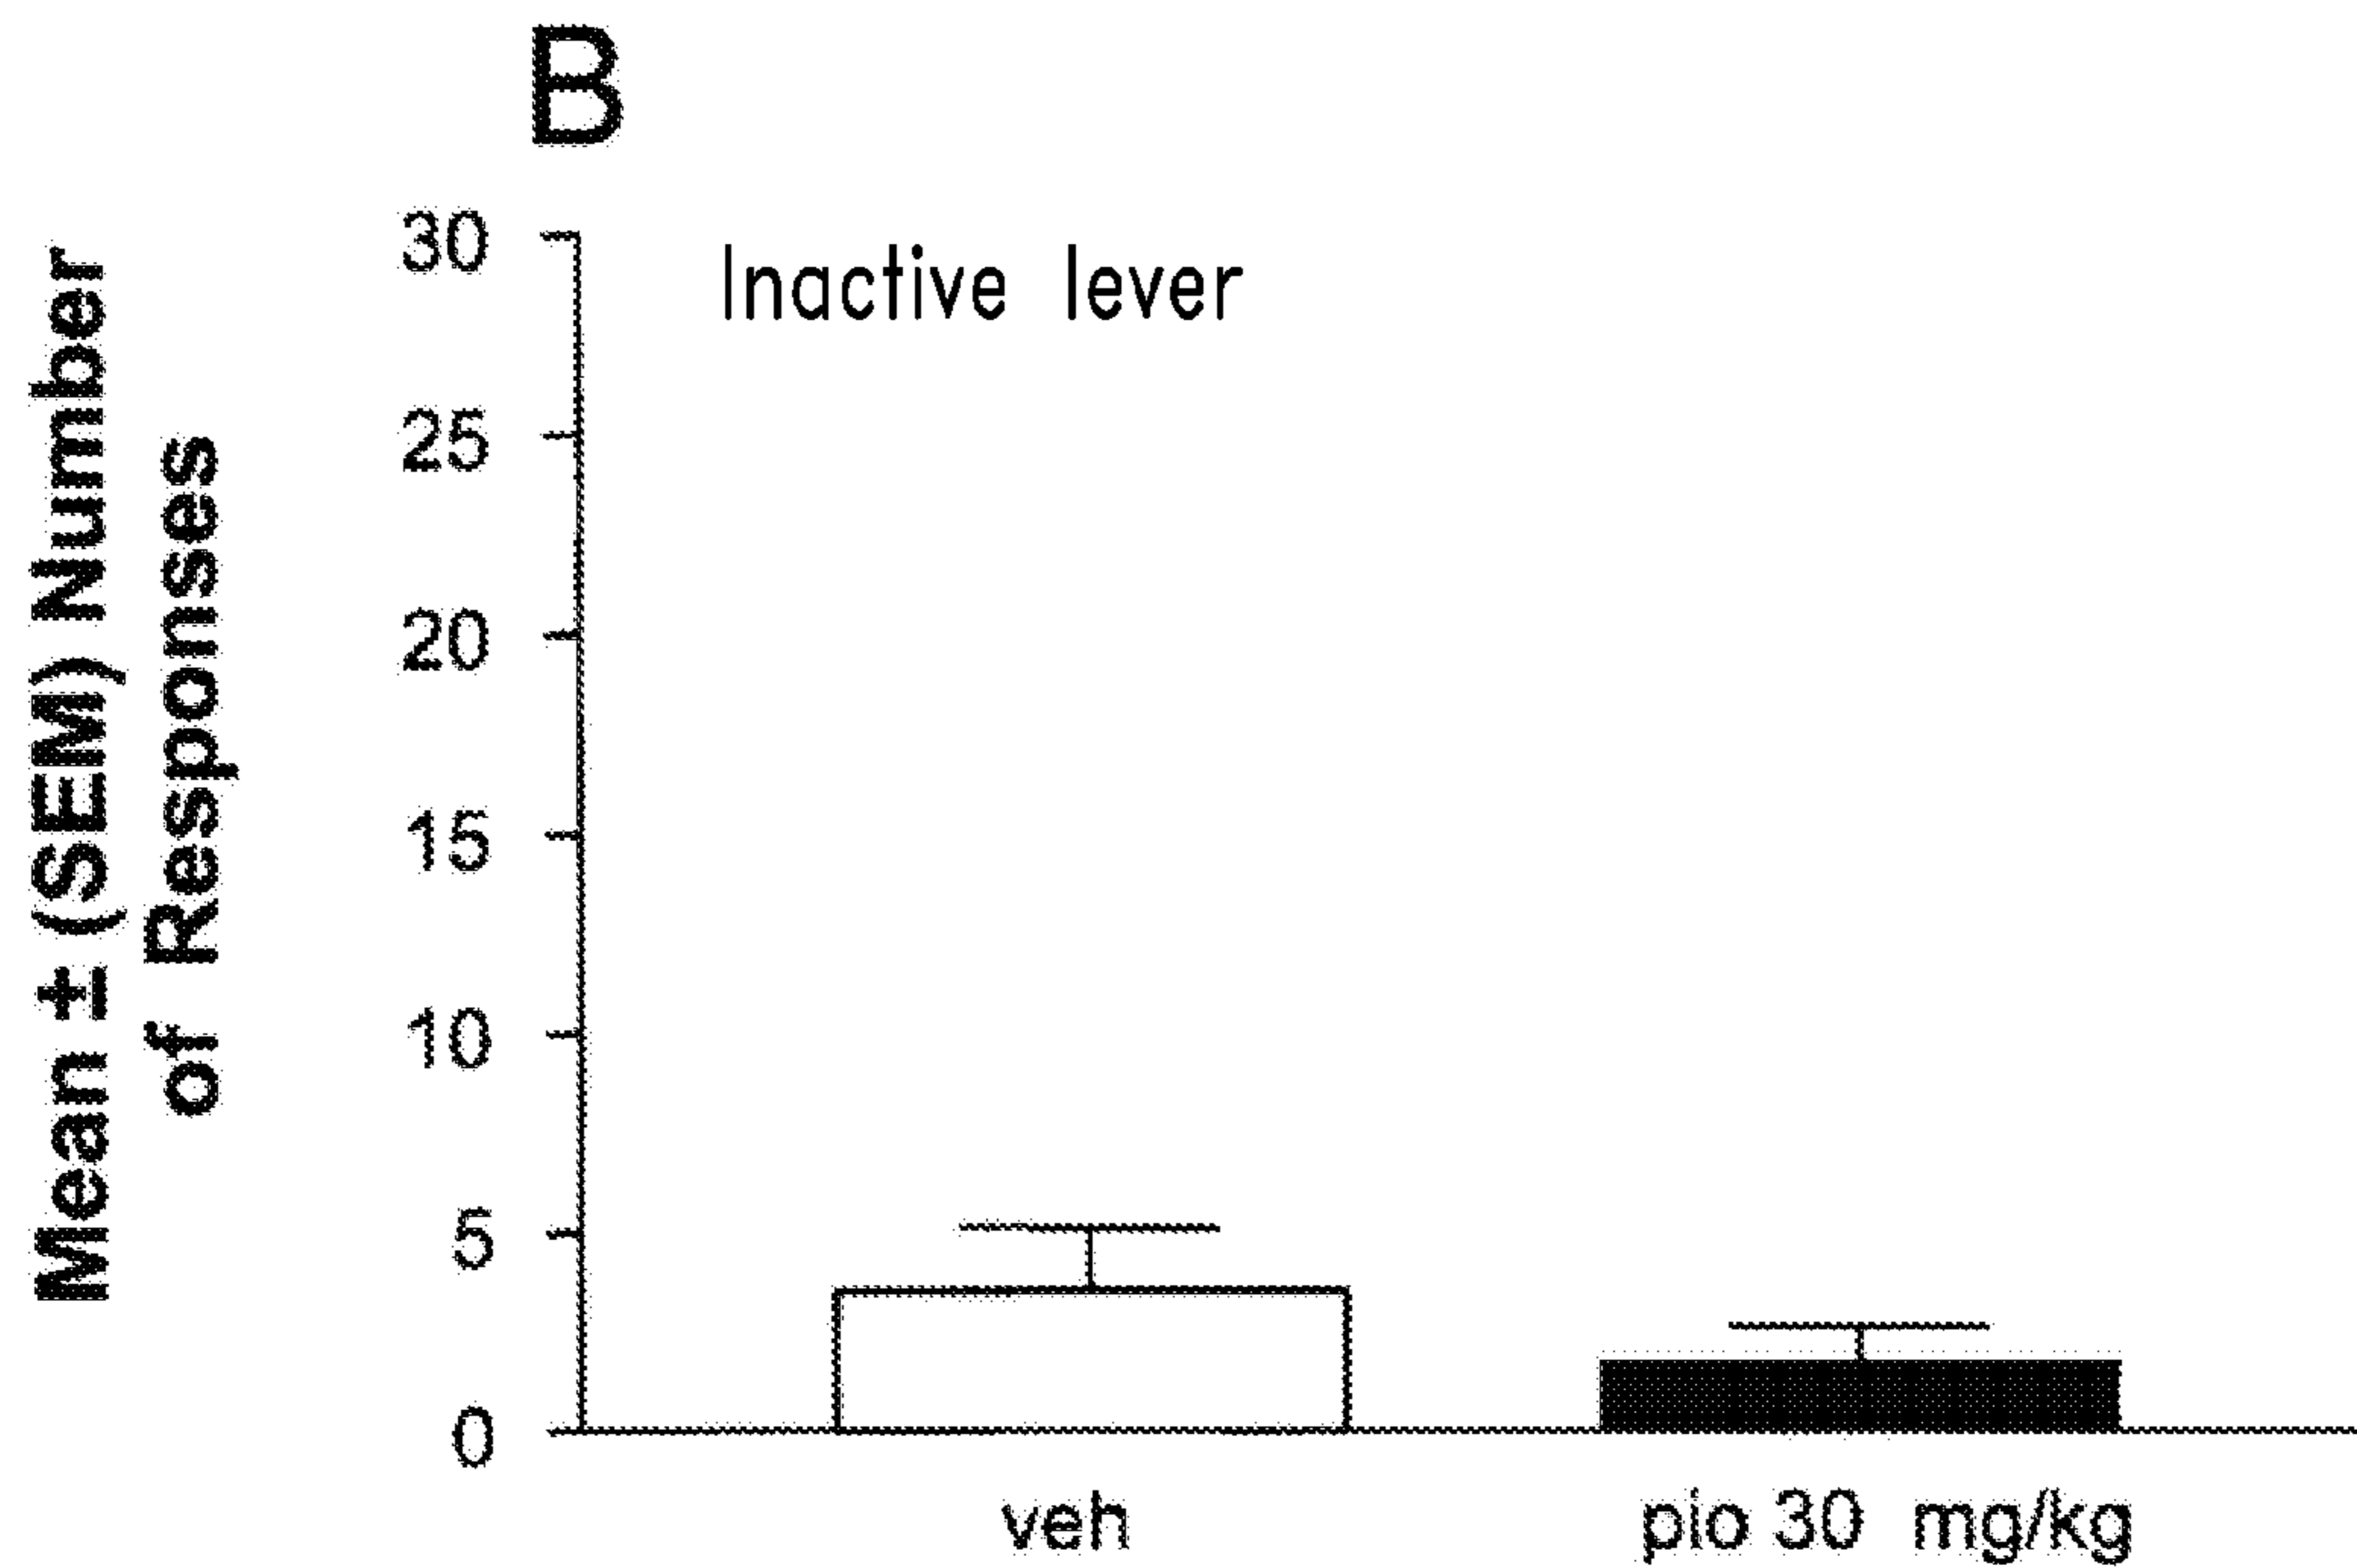 B
Mean ± (SEM) Number
of Responses
30
25
20
15
10
5
0
Inactive lever
veh
pio 30 mg/kg